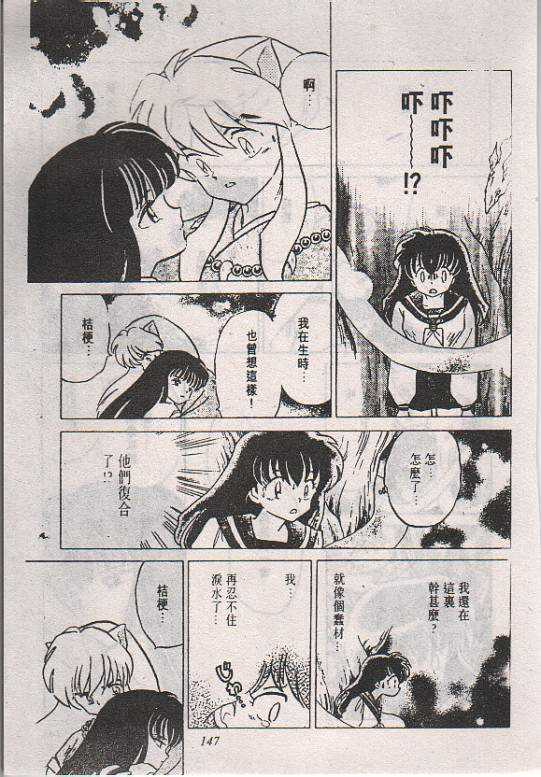 吓吓吓
吓～～!?
啊…
我在生時…
也曾想這樣!
桔梗…
怎…
怎麼了…
他們復合
了!?
我還在
這裏
幹甚麼?
就像個蠢材…
我…
再忍不住
淚水了…
桔梗…
147